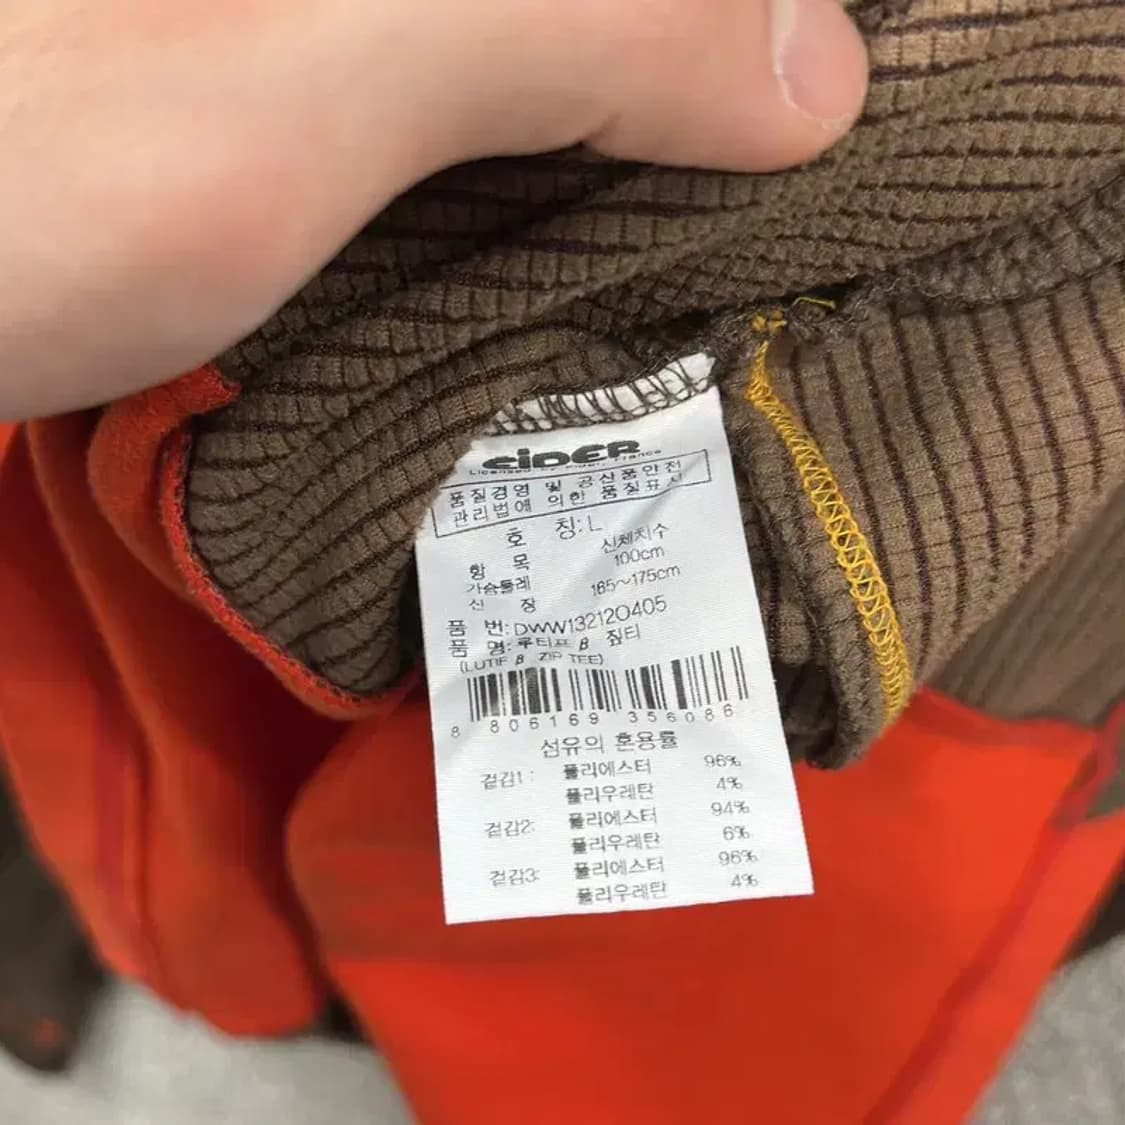 EiDER
Licensed by Eider, France
품질경영 및 공산품안전
관리법에 의한 품질표시
호 칭: L
항 목 신체치수
가슴둘레 100cm
신 장 165~175cm
품 번: DWW13212O405
품 명: 루티프 β 짚티
(LUTIF β ZIP TEE)
8 806169 356086
섬유의 혼용률
겉감1: 폴리에스터 96%
폴리우레탄 4%
겉감2: 폴리에스터 94%
폴리우레탄 6%
겉감3: 폴리에스터 96%
폴리우레탄 4%